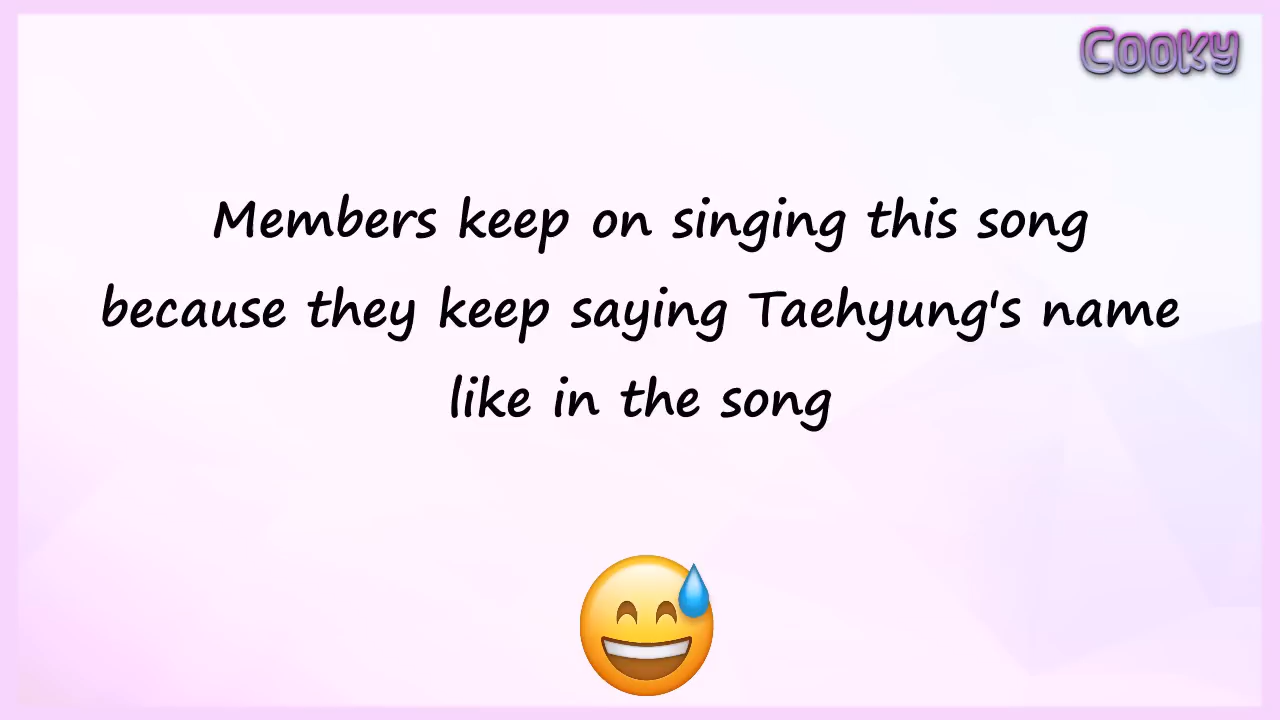 Cooky
Members keep on singing this song
because they keep saying Taehyung's name
like in the song